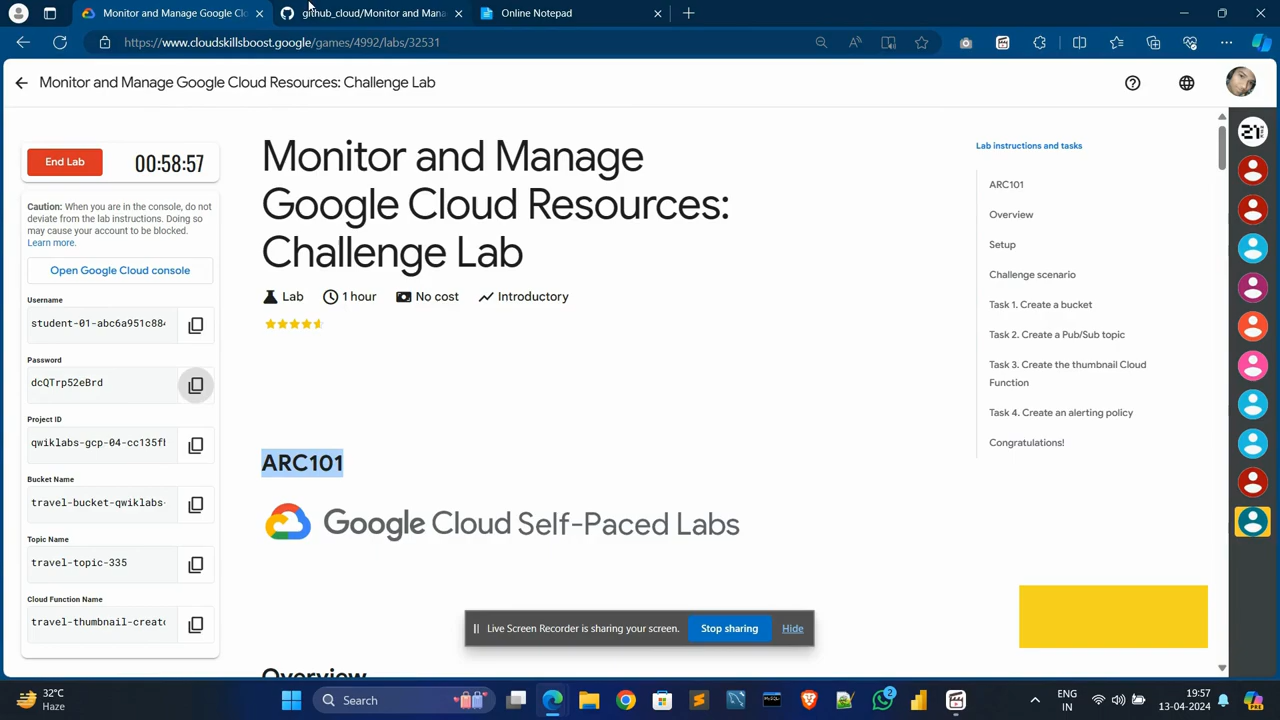 Monitor and Manage Google Clo
github_cloud/Monitor and Mana
Online Notepad
https://www.cloudskillsboost.google/games/4992/labs/32531
Monitor and Manage Google Cloud Resources: Challenge Lab
End Lab
00:58:57
Caution: When you are in the console, do not
deviate from the lab instructions. Doing so
may cause your account to be blocked.
Learn more.
Open Google Cloud console
Username
student-01-abc6a951c884
Password
dcQTrp52eBrd
Project ID
qwiklabs-gcp-04-cc135fb
Bucket Name
travel-bucket-qwiklabs-
Topic Name
travel-topic-335
Cloud Function Name
travel-thumbnail-creato
Monitor and Manage
Google Cloud Resources:
Challenge Lab
Lab
1 hour
No cost
Introductory
ARC101
Google Cloud Self-Paced Labs
Overview
Lab instructions and tasks
ARC101
Overview
Setup
Challenge scenario
Task 1. Create a bucket
Task 2. Create a Pub/Sub topic
Task 3. Create the thumbnail Cloud
Function
Task 4. Create an alerting policy
Congratulations!
21
Live Screen Recorder is sharing your screen.
Stop sharing
Hide
32°C
Haze
Search
2
ENG
IN
19:57
13-04-2024